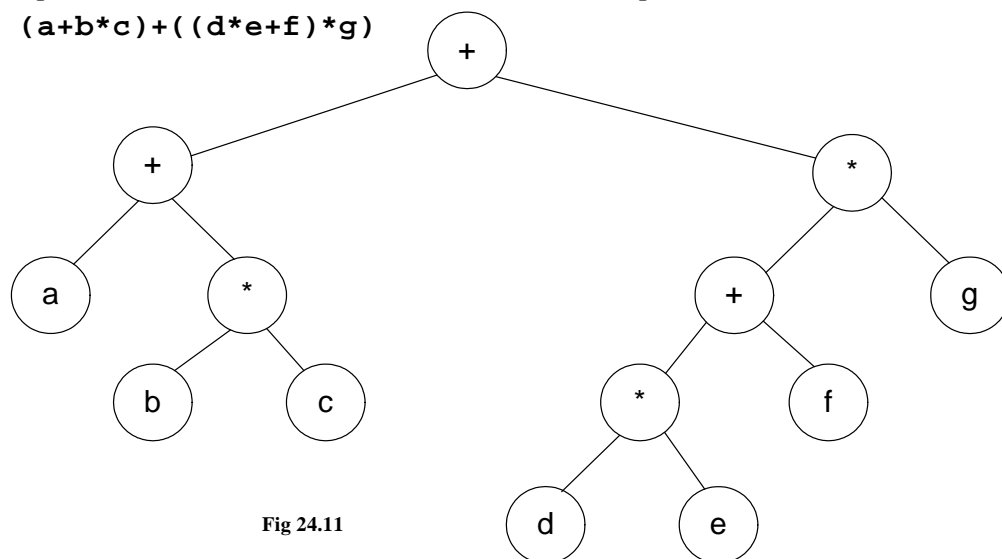 (a+b*c)+((d*e+f)*g)
+
+
*
a
*
+
g
b
c
*
f
d
e
Fig 24.11